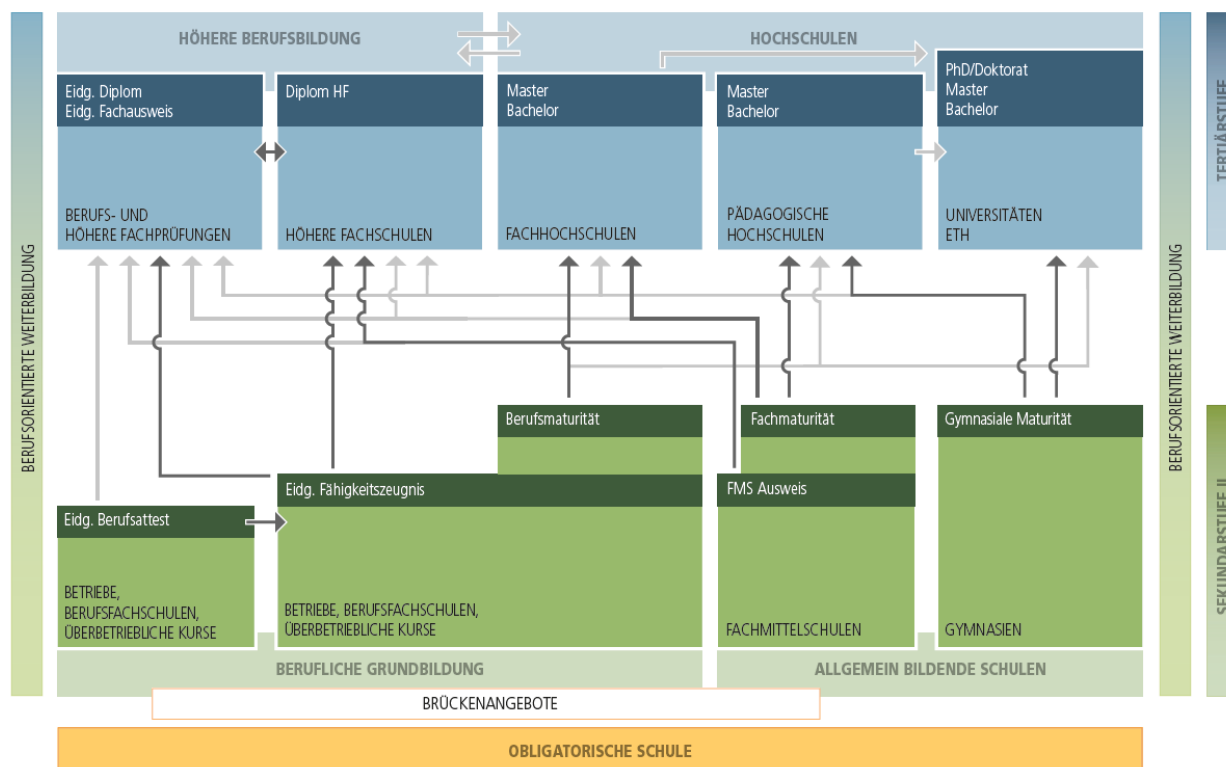 HÖHERE BERUFSBILDUNG
HOCHSCHULEN
Eidg. Diplom
Eidg. Fachausweis
Diplom HF
Master
Bachelor
Master
Bachelor
PhD/Doktorat
Master
Bachelor
BERUFS- UND
HÖHERE FACHPRÜFUNGEN
HÖHERE FACHSCHULEN
FACHHOCHSCHULEN
PÄDAGOGISCHE
HOCHSCHULEN
UNIVERSITÄTEN
ETH
BERUFSORIENTIERTE WEITERBILDUNG
BERUFSORIENTIERTE WEITERBILDUNG
TERTIÄRSTUFE
SEKUNDARSTUFE II
Berufsmaturität
Fachmaturität
Gymnasiale Maturität
Eidg. Fähigkeitszeugnis
FMS Ausweis
Eidg. Berufsattest
BETRIEBE,
BERUFSFACHSCHULEN,
ÜBERBETRIEBLICHE KURSE
BETRIEBE, BERUFSFACHSCHULEN,
ÜBERBETRIEBLICHE KURSE
FACHMITTELSCHULEN
GYMNASIEN
BERUFLICHE GRUNDBILDUNG
ALLGEMEIN BILDENDE SCHULEN
BRÜCKENANGEBOTE
OBLIGATORISCHE SCHULE